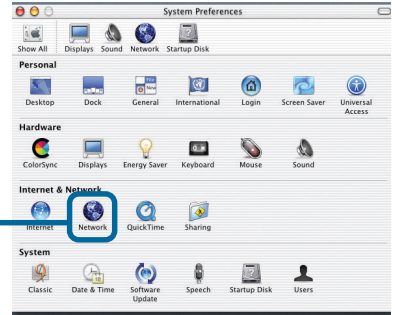 System Preferences
Show All Displays Sound Network Startup Disk
Personal
Desktop Dock General International Login Screen Saver Universal Access
Hardware
ColorSync Displays Energy Saver Keyboard Mouse Sound
Internet & Network
Internet Network QuickTime Sharing
System
Classic Date & Time Software Update Speech Startup Disk Users